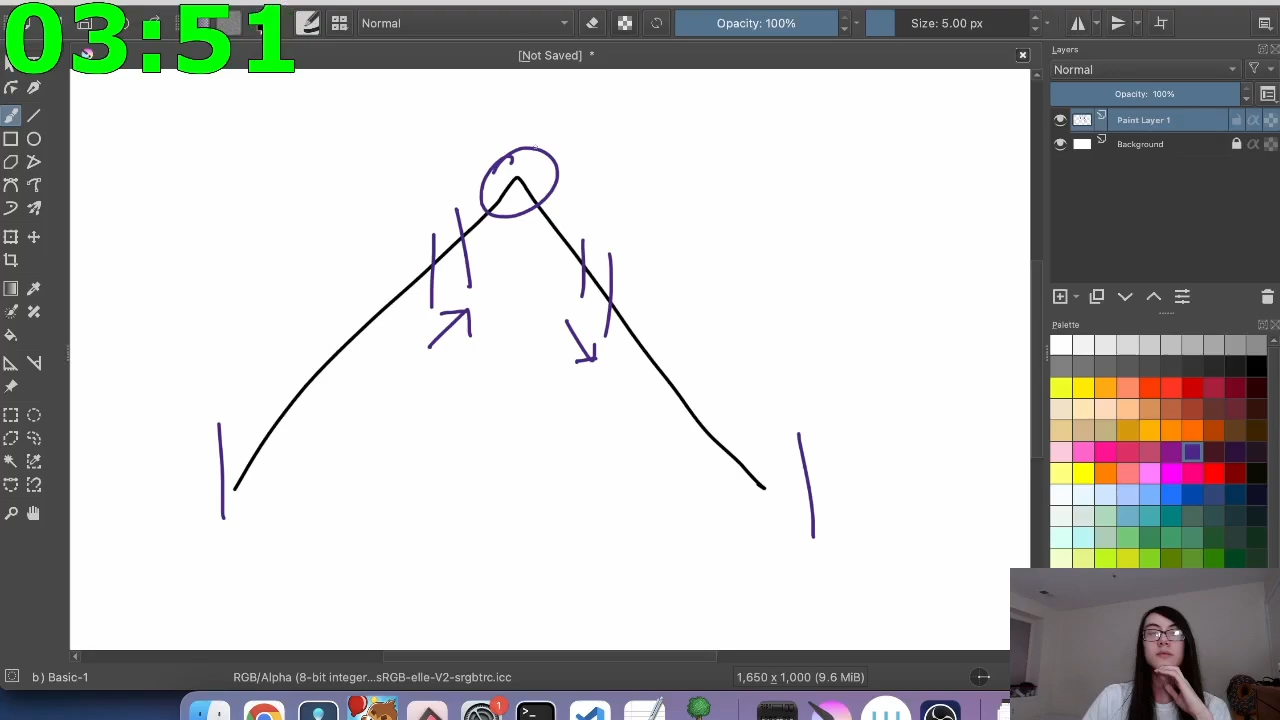 03:51
Normal
Opacity: 100%
Size: 5.00 px
[Not Saved] *
Layers
Normal
Opacity: 100%
Paint Layer 1
Background
Palette
b) Basic-1
RGB/Alpha (8-bit integer...sRGB-elle-V2-srgbtrc.icc
1,650 x 1,000 (9.6 MiB)
1